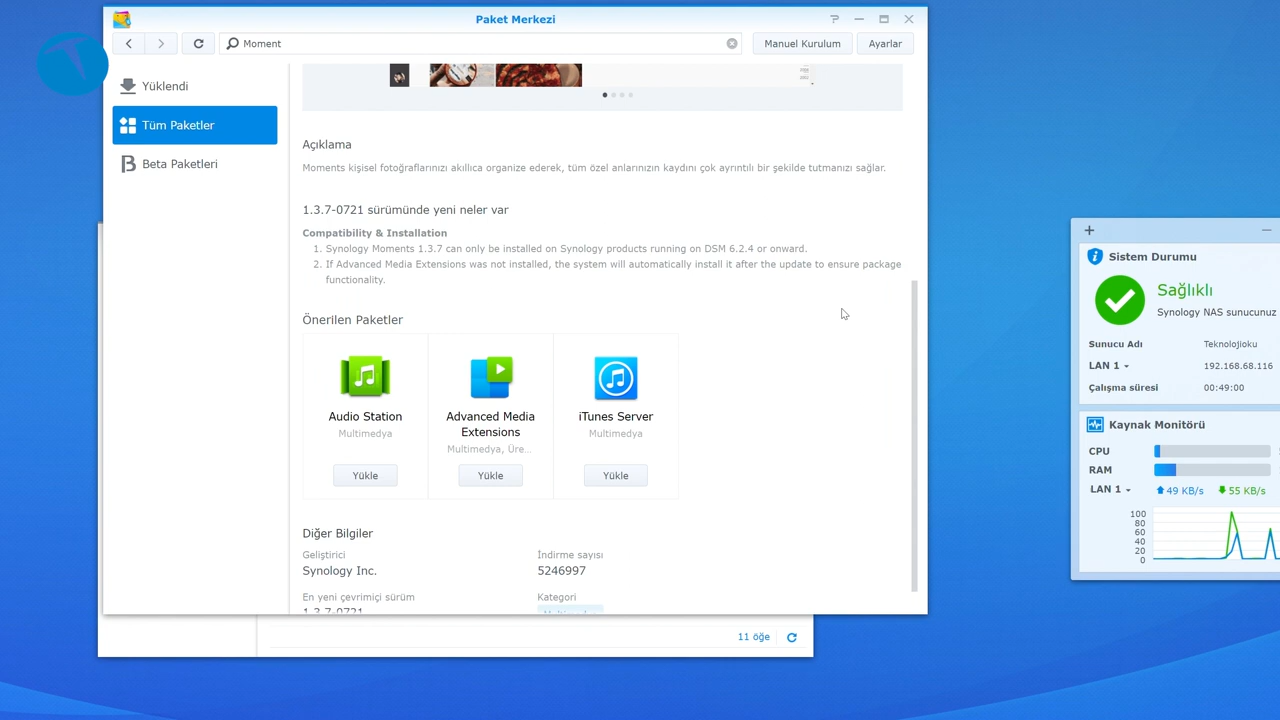 Paket Merkezi
Moment
Manuel Kurulum
Ayarlar
Yüklendi
Tüm Paketler
Beta Paketleri
Açıklama
Moments kişisel fotoğraflarınızı akıllıca organize ederek, tüm özel anlarınızın kaydını çok ayrıntılı bir şekilde tutmanızı sağlar.
1.3.7-0721 sürümünde yeni neler var
Compatibility & Installation
1. Synology Moments 1.3.7 can only be installed on Synology products running on DSM 6.2.4 or onward.
2. If Advanced Media Extensions was not installed, the system will automatically install it after the update to ensure package
functionality.
Önerilen Paketler
Audio Station
Multimedya
Yükle
Advanced Media
Extensions
Multimedya, Üre...
Yükle
iTunes Server
Multimedya
Yükle
Diğer Bilgiler
Geliştirici
Synology Inc.
İndirme sayısı
5246997
En yeni çevrimiçi sürüm
1.3.7-0721
Kategori
11 öğe
Sistem Durumu
Sağlıklı
Synology NAS sunucunuz
Sunucu Adı Teknolojioku
LAN 1 192.168.68.116
Çalışma süresi 00:49:00
Kaynak Monitörü
CPU
RAM
LAN 1 49 KB/s 55 KB/s
100
80
60
40
20
0